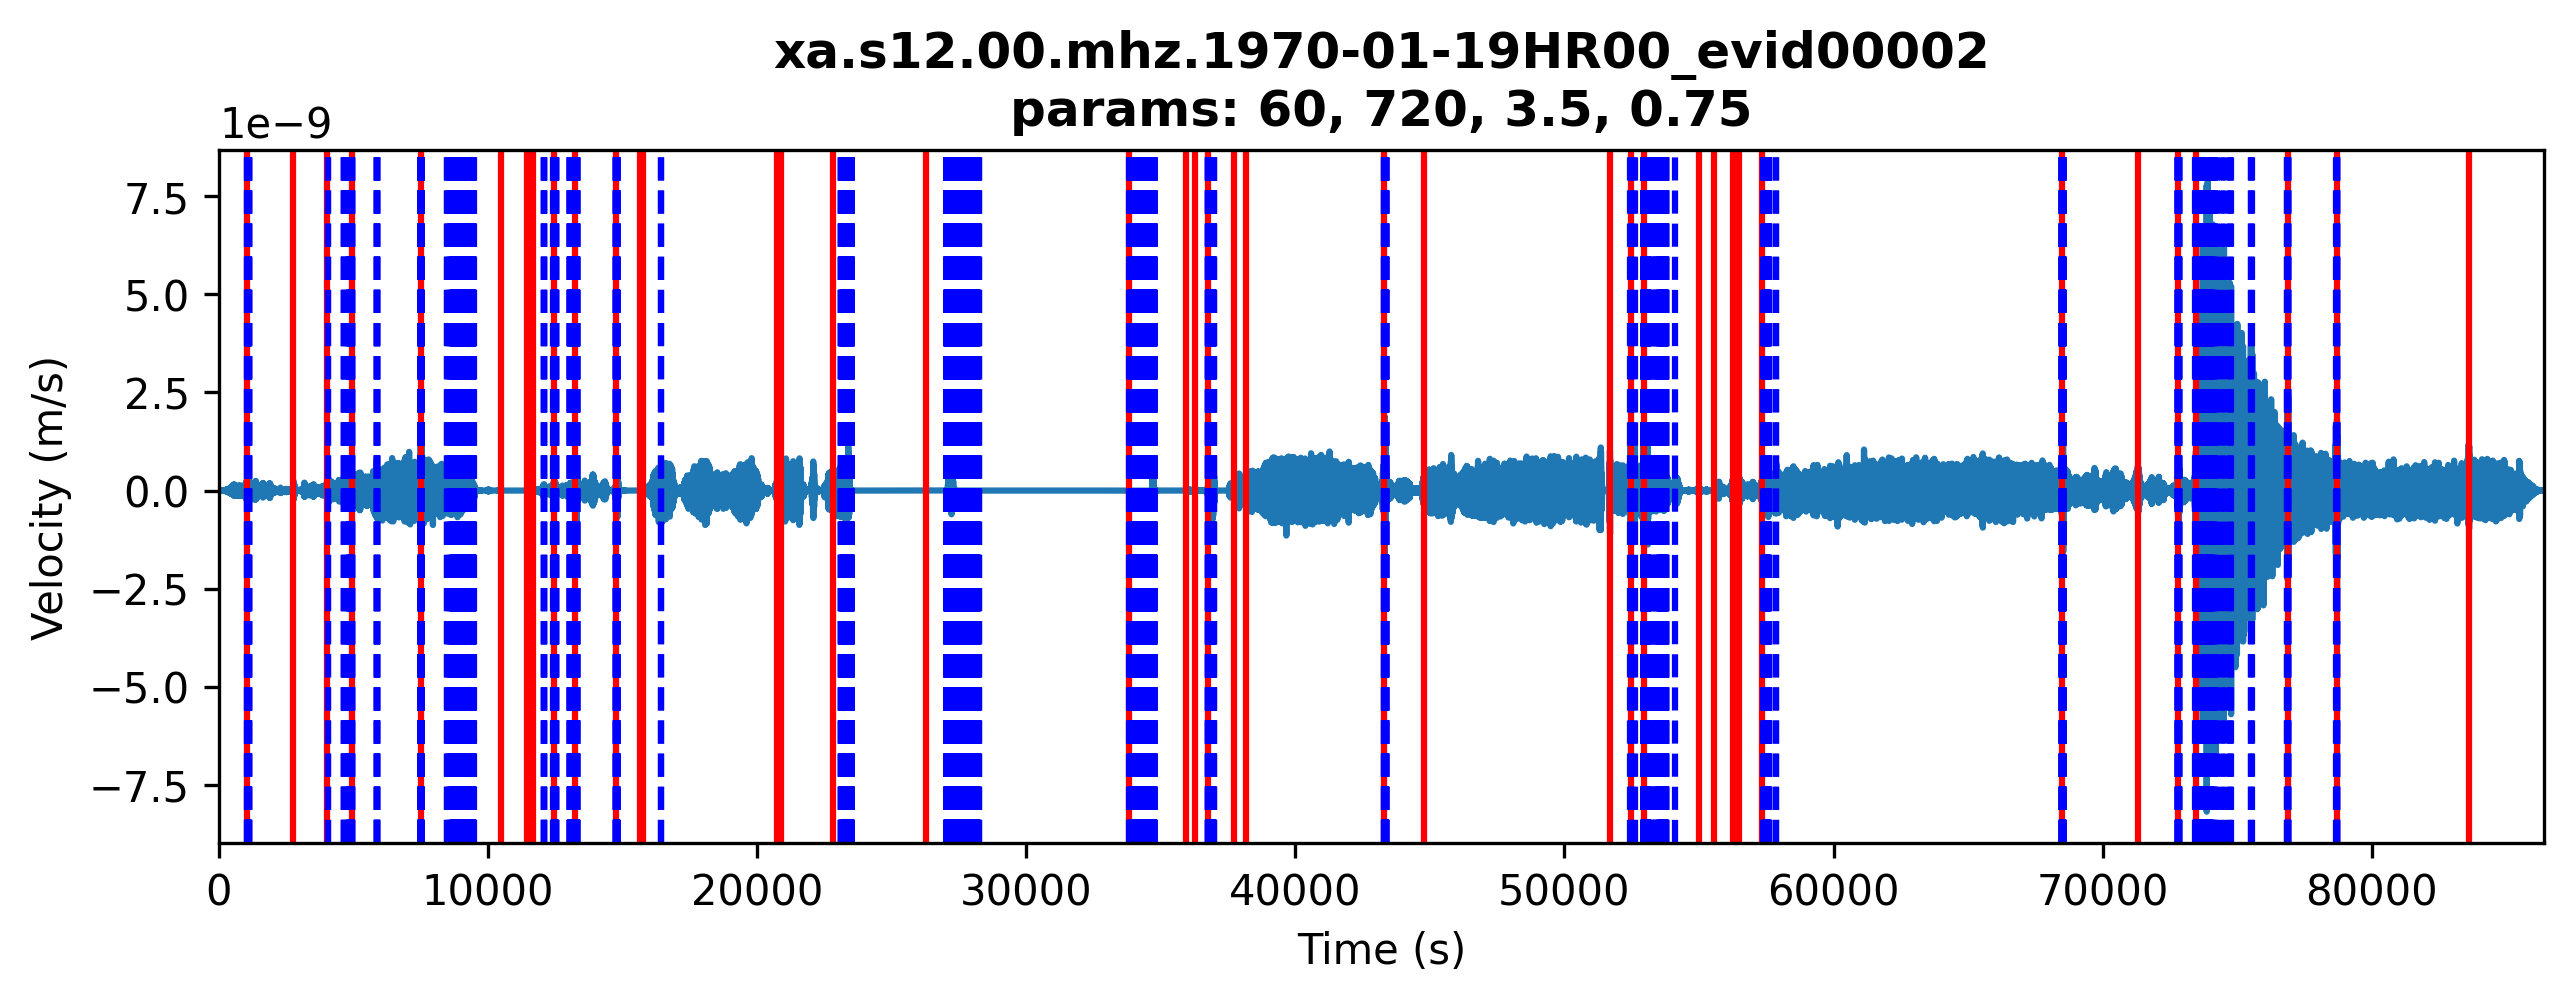 xa.s12.00.mhz.1970-01-19HR00_evid00002
params: 60, 720, 3.5, 0.75
1e−9
7.5
5.0
2.5
0.0
−2.5
−5.0
−7.5
Velocity (m/s)
0 10000 20000 30000 40000 50000 60000 70000 80000
Time (s)